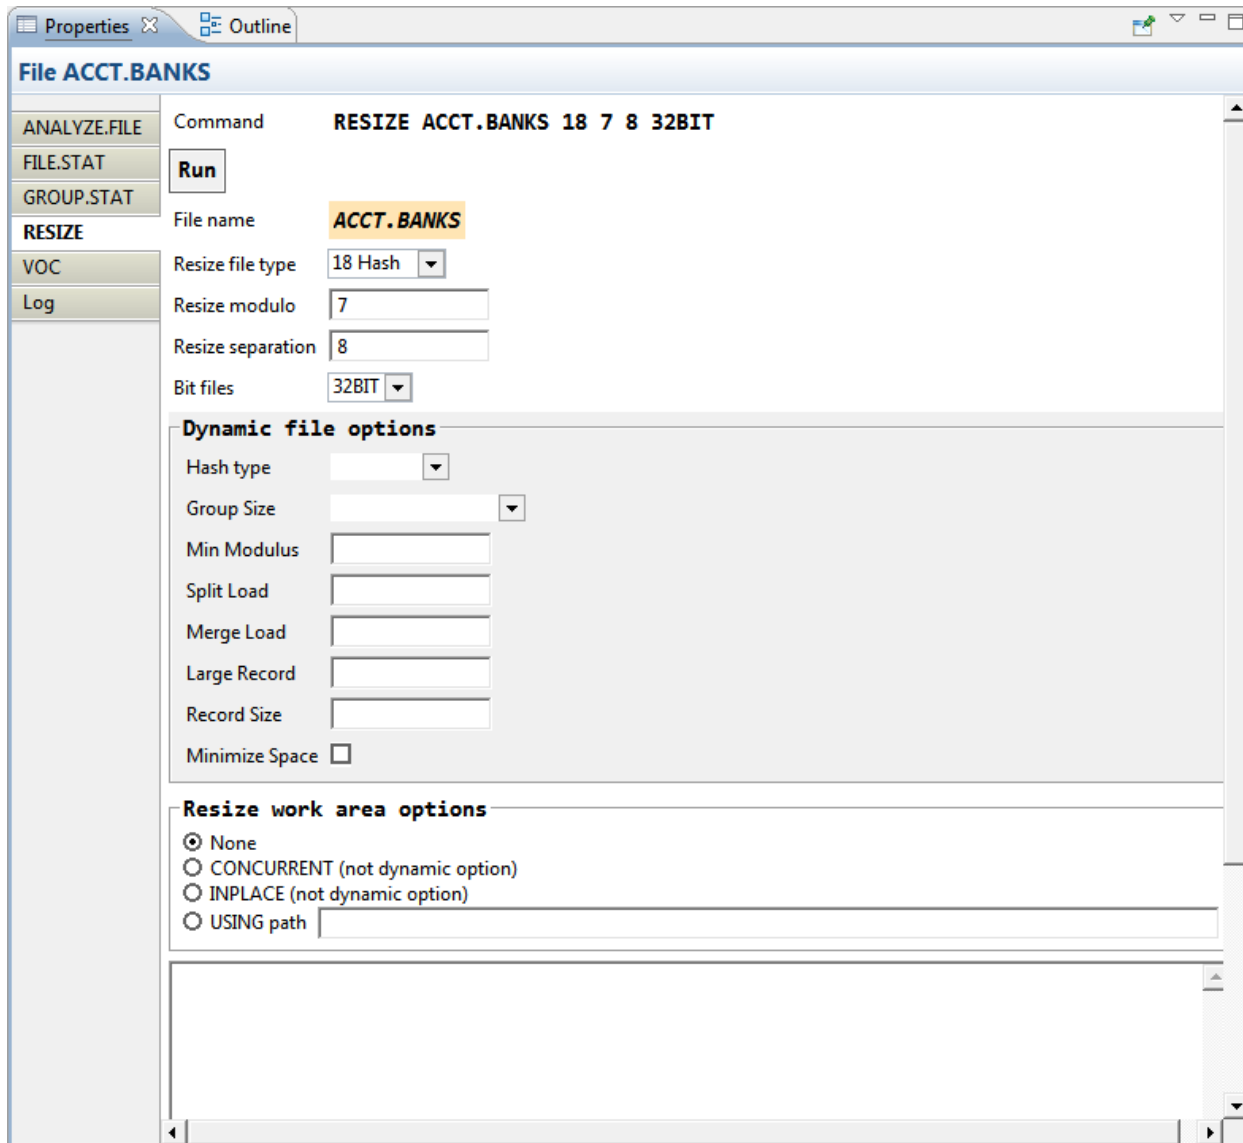 Properties Outline
File ACCT.BANKS
ANALYZE.FILE
FILE.STAT
GROUP.STAT
RESIZE
VOC
Log
Command RESIZE ACCT.BANKS 18 7 8 32BIT
Run
File name ACCT.BANKS
Resize file type 18 Hash
Resize modulo 7
Resize separation 8
Bit files 32BIT
Dynamic file options
Hash type
Group Size
Min Modulus
Split Load
Merge Load
Large Record
Record Size
Minimize Space
Resize work area options
None
CONCURRENT (not dynamic option)
INPLACE (not dynamic option)
USING path